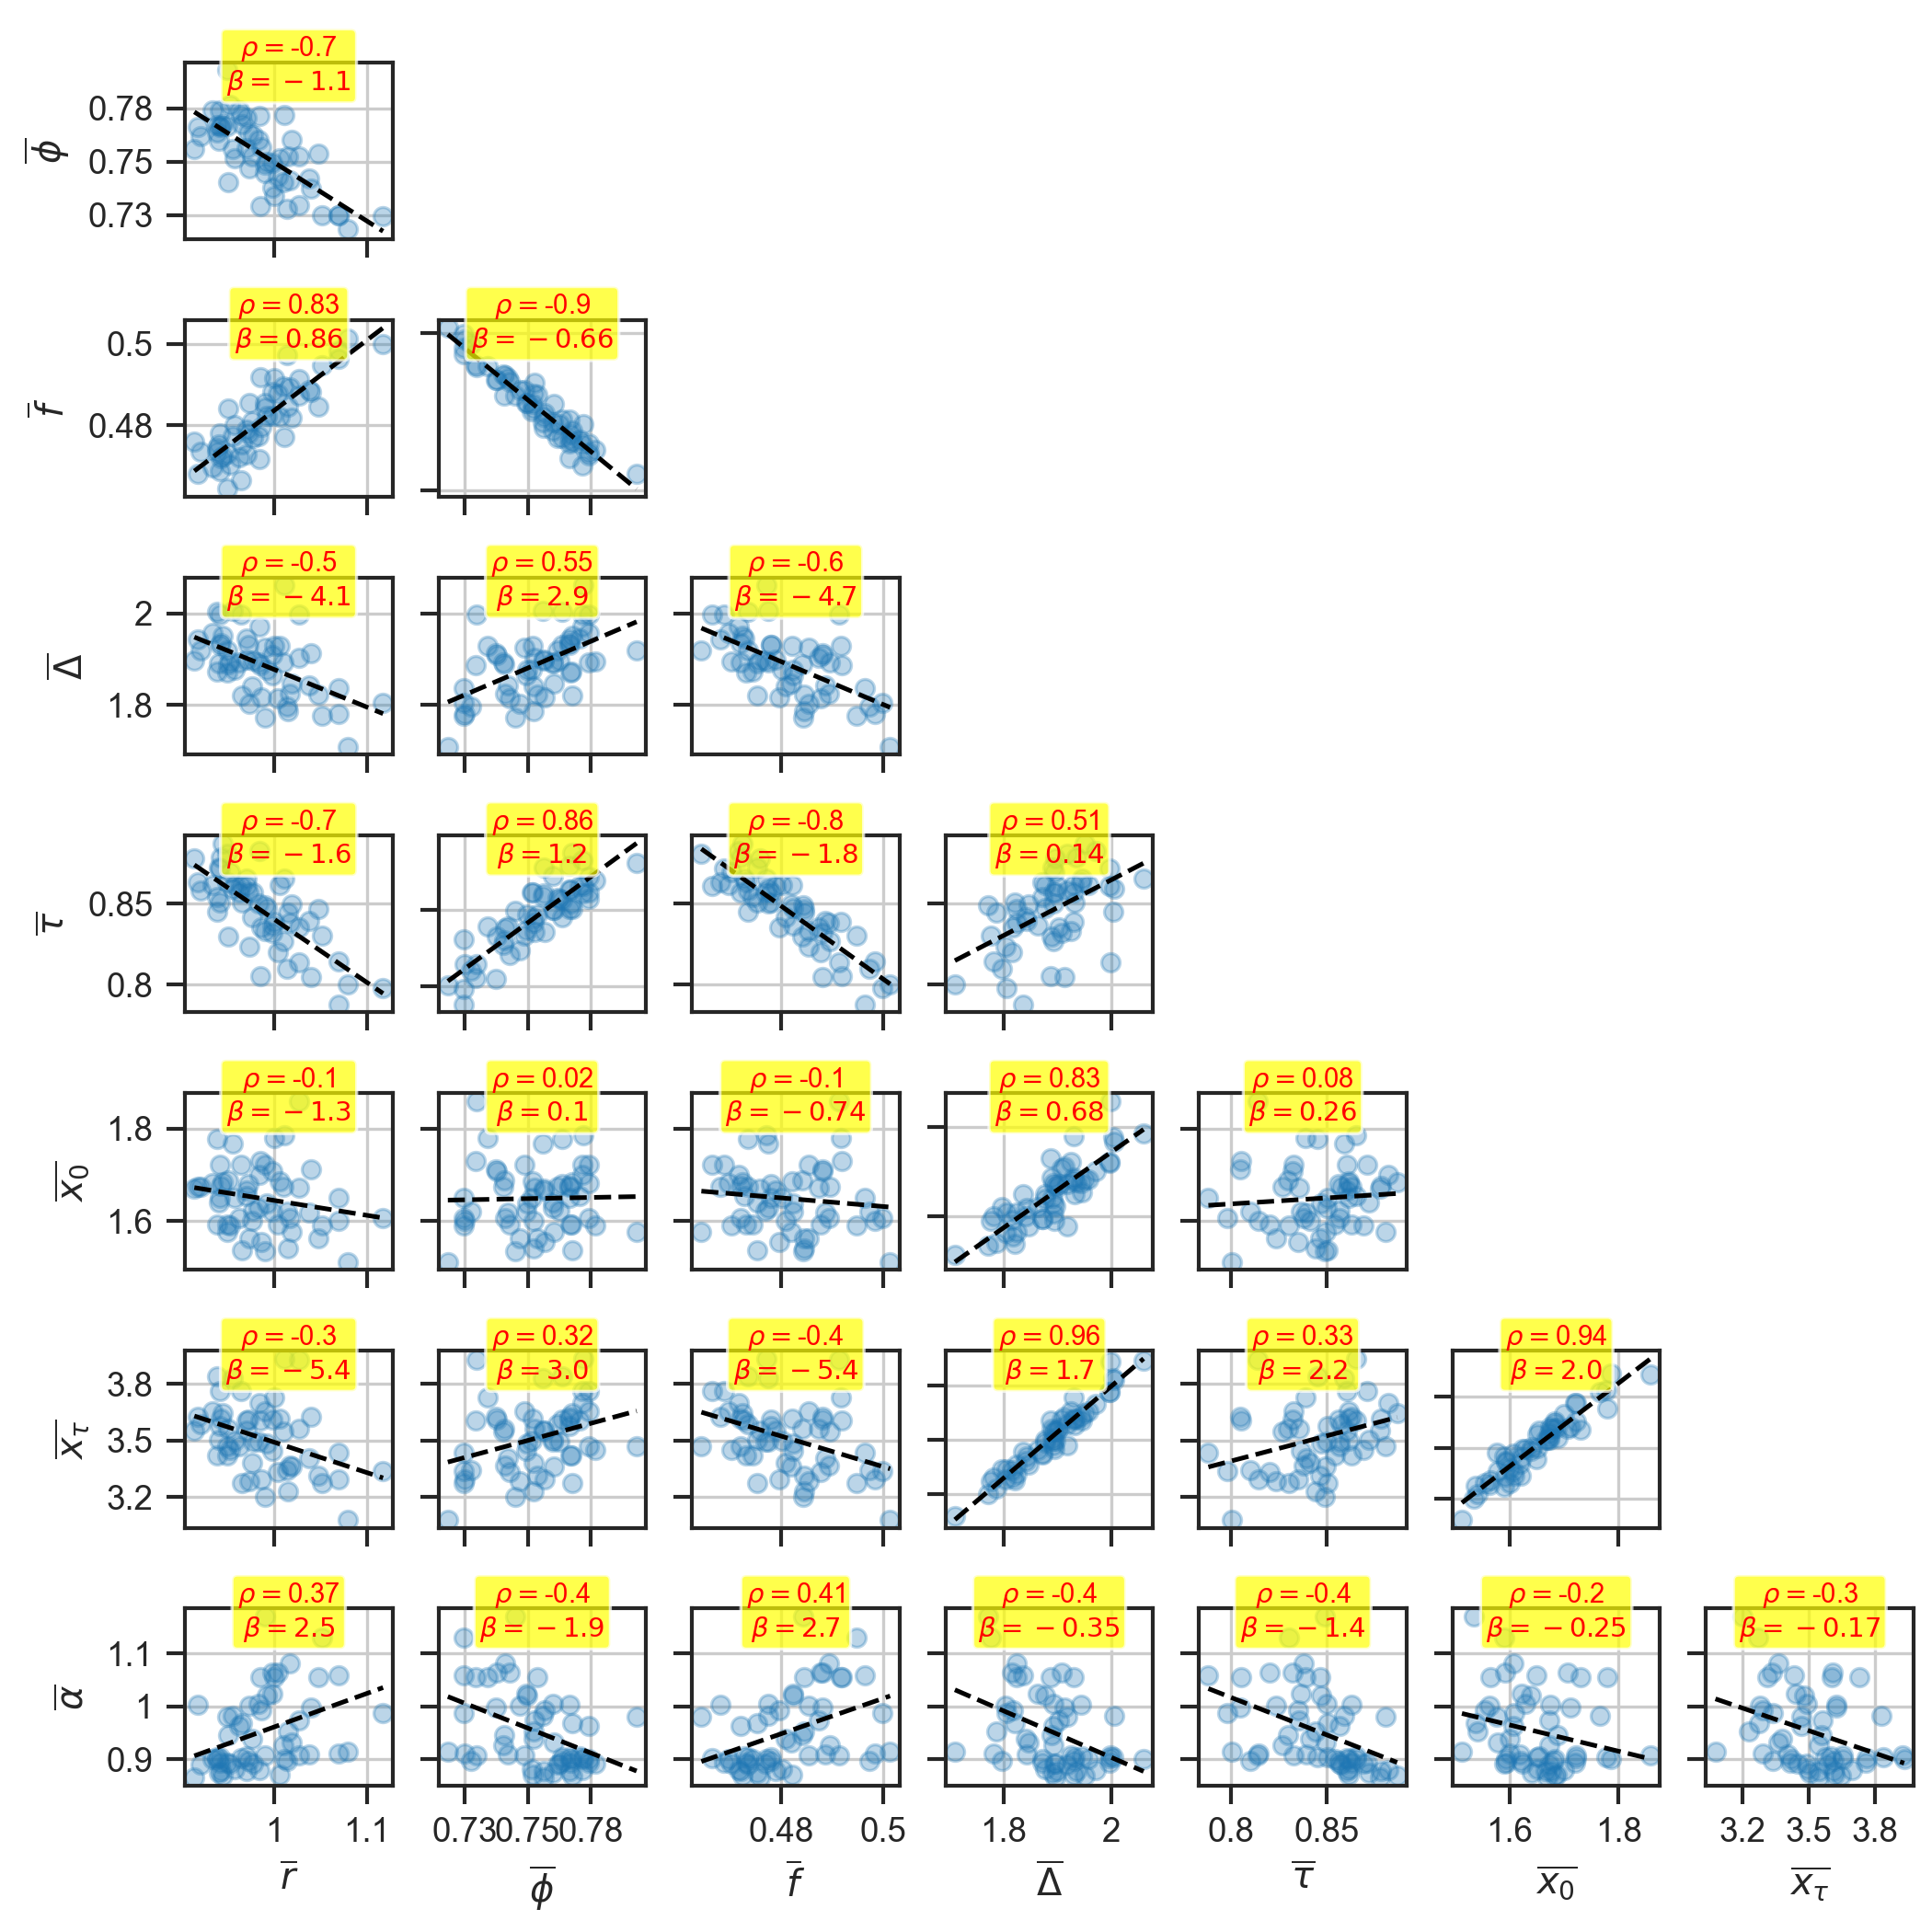 ρ = -0.7
β = −1.1
0.78
0.75
0.73
ϕ̅
ρ = 0.83
β = 0.86
ρ = -0.9
β = −0.66
0.5
0.48
f̅
ρ = -0.5
β = −4.1
ρ = 0.55
β = 2.9
ρ = -0.6
β = −4.7
2
1.8
Δ̅
ρ = -0.7
β = −1.6
ρ = 0.86
β = 1.2
ρ = -0.8
β = −1.8
ρ = 0.51
β = 0.14
0.85
0.8
τ̅
ρ = -0.1
β = −1.3
ρ = 0.02
β = 0.1
ρ = -0.1
β = −0.74
ρ = 0.83
β = 0.68
ρ = 0.08
β = 0.26
1.8
1.6
x̅₀
ρ = -0.3
β = −5.4
ρ = 0.32
β = 3.0
ρ = -0.4
β = −5.4
ρ = 0.96
β = 1.7
ρ = 0.33
β = 2.2
ρ = 0.94
β = 2.0
3.8
3.5
3.2
x̅_τ
ρ = 0.37
β = 2.5
ρ = -0.4
β = −1.9
ρ = 0.41
β = 2.7
ρ = -0.4
β = −0.35
ρ = -0.4
β = −1.4
ρ = -0.2
β = −0.25
ρ = -0.3
β = −0.17
1.1
1
0.9
α̅
1 1.1 0.73 0.75 0.78 0.48 0.5 1.8 2 0.8 0.85 1.6 1.8 3.2 3.5 3.8
r̅ ϕ̅ f̅ Δ̅ τ̅ x̅₀ x̅_τ